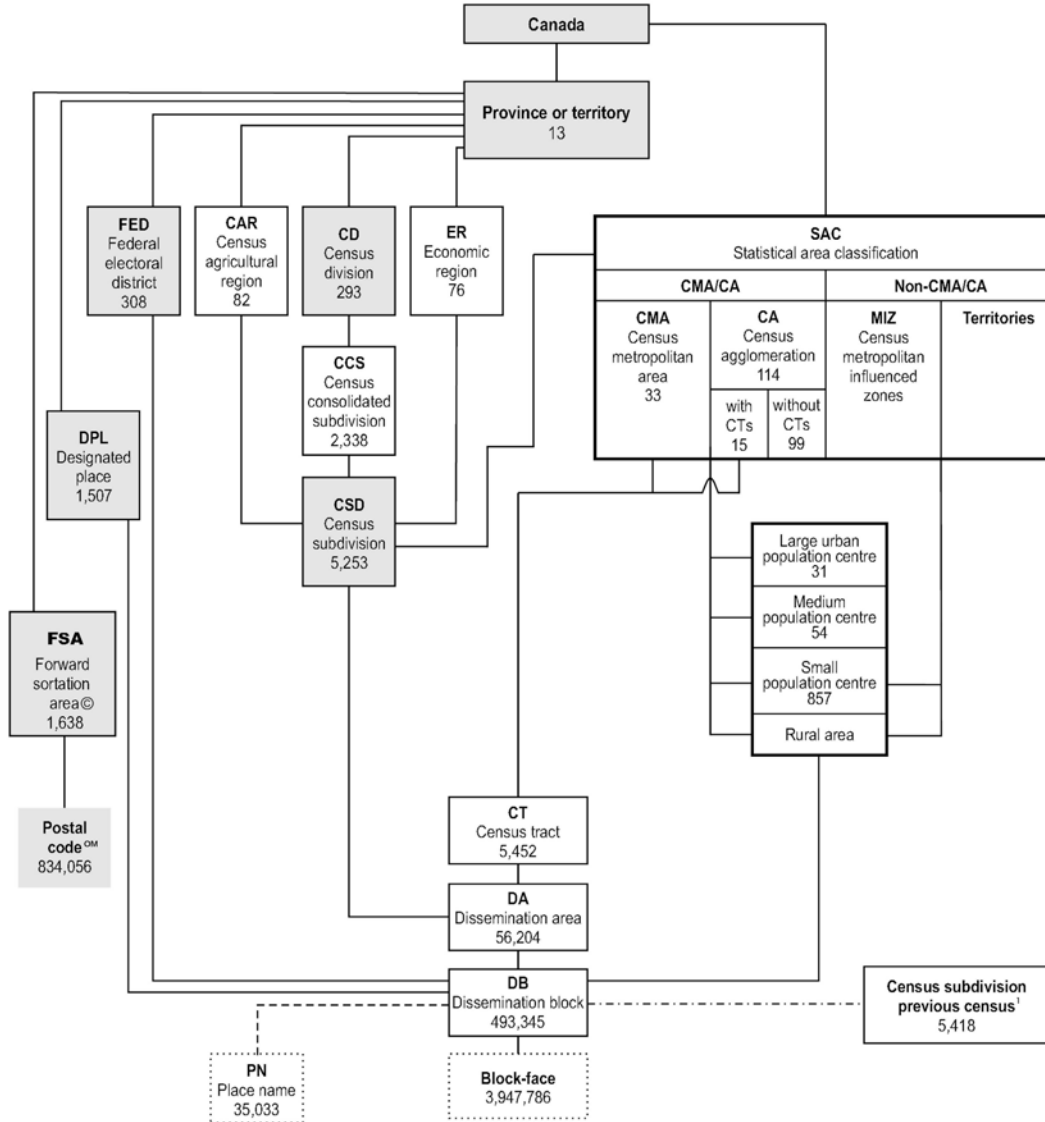 Canada
Province or territory
13
FED
Federal
electoral
district
308
CAR
Census
agricultural
region
82
CD
Census
division
293
ER
Economic
region
76
SAC
Statistical area classification
CMA/CA
Non-CMA/CA
CMA
Census
metropolitan
area
33
CA
Census
agglomeration
114
with
CTs
15
without
CTs
99
MIZ
Census
metropolitan
influenced
zones
Territories
CCS
Census
consolidated
subdivision
2,338
DPL
Designated
place
1,507
CSD
Census
subdivision
5,253
Large urban
population centre
31
Medium
population centre
54
Small
population centre
857
Rural area
FSA
Forward
sortation
area©
1,638
Postal
code OM
834,056
CT
Census tract
5,452
DA
Dissemination area
56,204
DB
Dissemination block
493,345
Census subdivision
previous census1
5,418
PN
Place name
35,033
Block-face
3,947,786